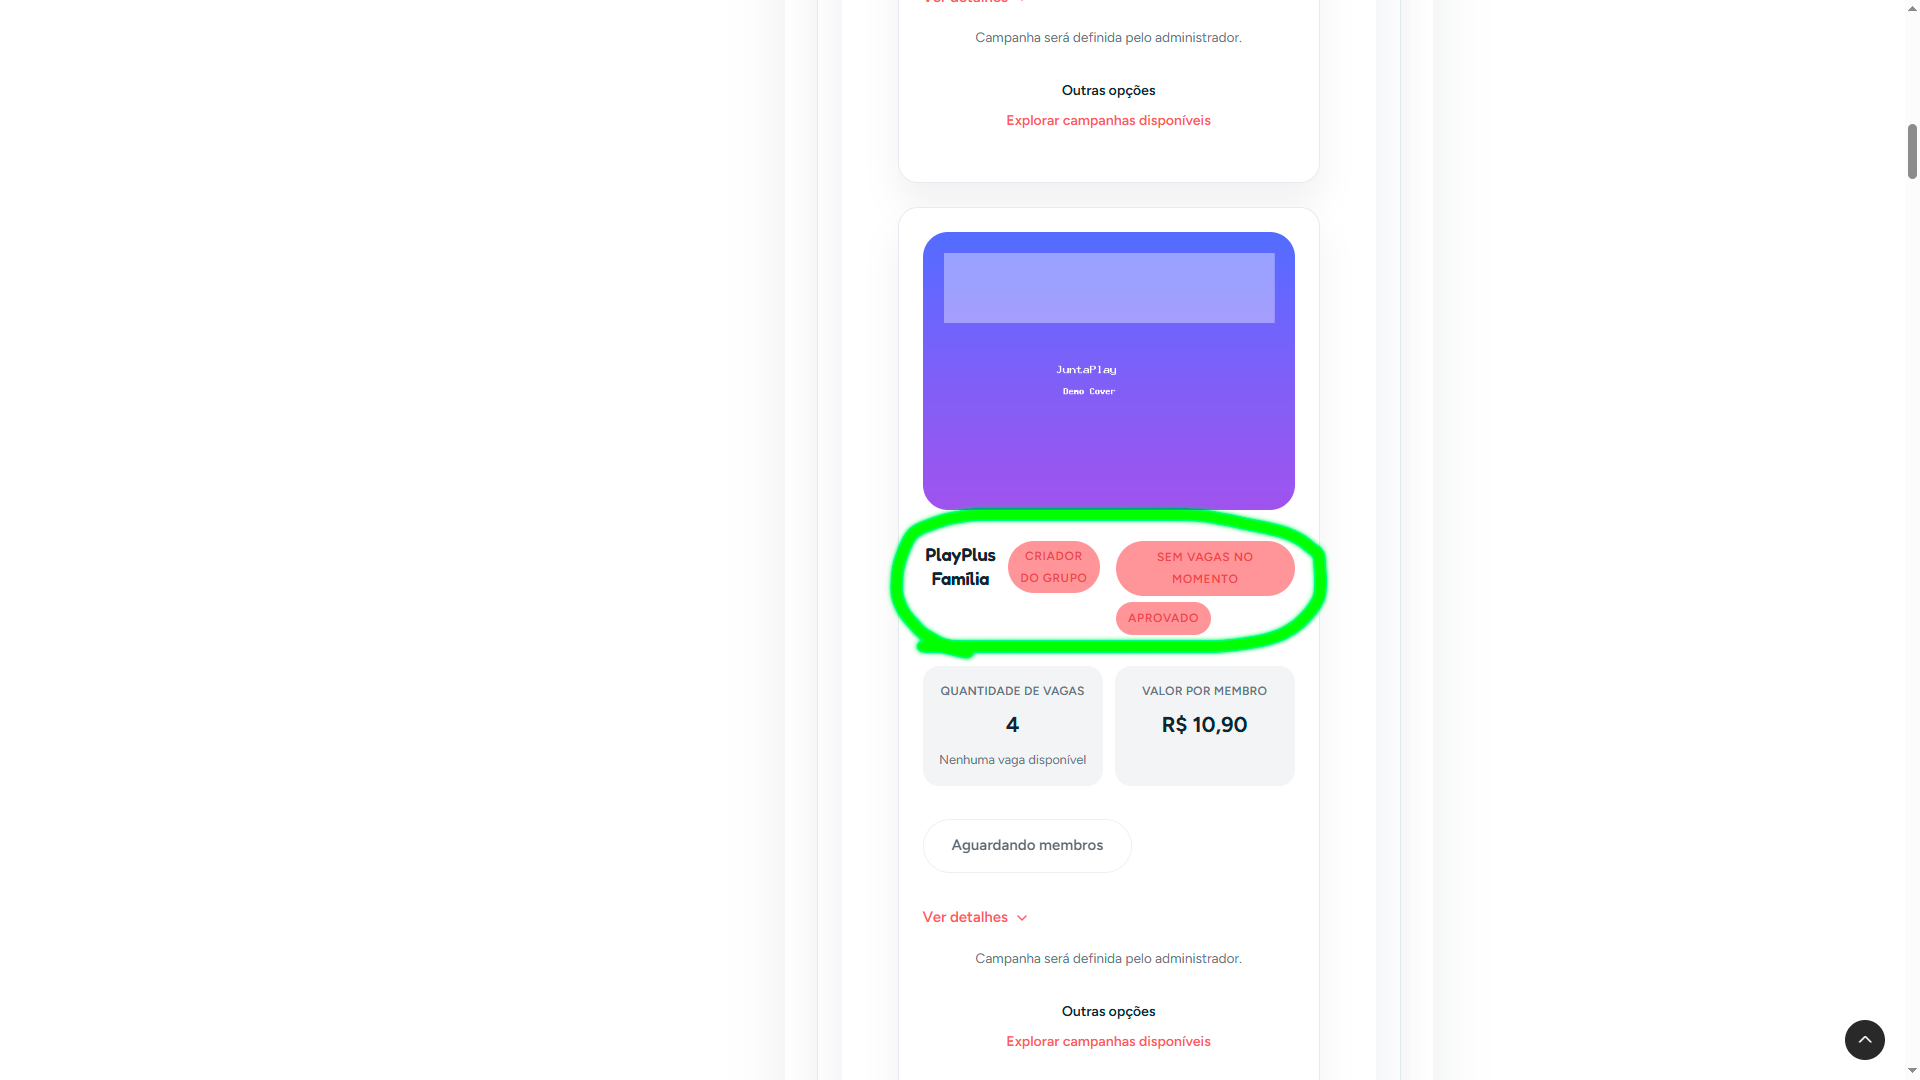 Ver detalhes
Campanha será definida pelo administrador.
Outras opções
Explorar campanhas disponíveis
JuntaPlay
Demo Cover
PlayPlus
Família
CRIADOR
DO GRUPO
SEM VAGAS NO
MOMENTO
APROVADO
QUANTIDADE DE VAGAS
4
Nenhuma vaga disponível
VALOR POR MEMBRO
R$ 10,90
Aguardando membros
Ver detalhes
Campanha será definida pelo administrador.
Outras opções
Explorar campanhas disponíveis